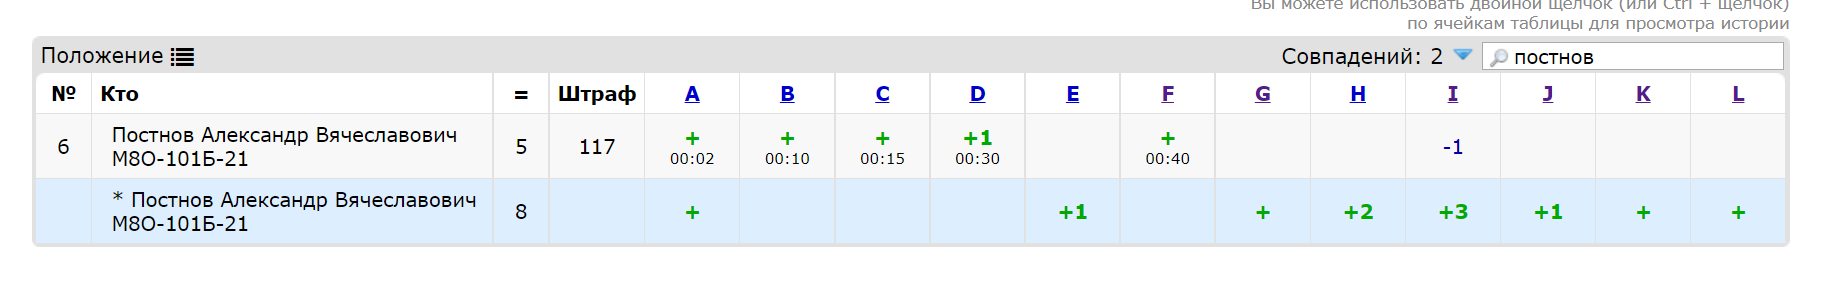 Вы можете использовать двойной щелчок (или Ctrl + щелчок)
по ячейкам таблицы для просмотра истории
Положение Совпадений: 2 постнов
№ Кто = Штраф A B C D E F G H I J K L
6 Постнов Александр Вячеславович М8О-101Б-21 5 117 + 00:02 + 00:10 + 00:15 +1 00:30 + 00:40 -1
* Постнов Александр Вячеславович М8О-101Б-21 8 + +1 + +2 +3 +1 + +